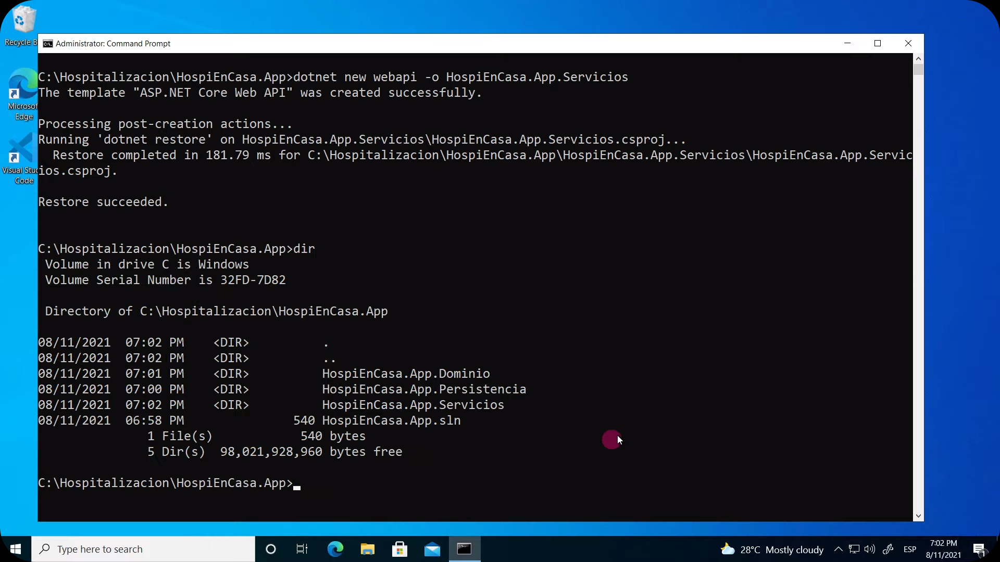 Recycle B
Administrator: Command Prompt
C:\Hospitalizacion\HospiEnCasa.App>dotnet new webapi -o HospiEnCasa.App.Servicios
The template "ASP.NET Core Web API" was created successfully.
Processing post-creation actions...
Running 'dotnet restore' on HospiEnCasa.App.Servicios\HospiEnCasa.App.Servicios.csproj...
Restore completed in 181.79 ms for C:\Hospitalizacion\HospiEnCasa.App\HospiEnCasa.App.Servicios\HospiEnCasa.App.Servic
ios.csproj.
Restore succeeded.
C:\Hospitalizacion\HospiEnCasa.App>dir
Volume in drive C is Windows
Volume Serial Number is 32FD-7D82
Directory of C:\Hospitalizacion\HospiEnCasa.App
08/11/2021 07:02 PM <DIR> .
08/11/2021 07:02 PM <DIR> ..
08/11/2021 07:01 PM <DIR> HospiEnCasa.App.Dominio
08/11/2021 07:00 PM <DIR> HospiEnCasa.App.Persistencia
08/11/2021 07:02 PM <DIR> HospiEnCasa.App.Servicios
08/11/2021 06:58 PM 540 HospiEnCasa.App.sln
1 File(s) 540 bytes
5 Dir(s) 98,021,928,960 bytes free
C:\Hospitalizacion\HospiEnCasa.App>
Microsof
Edge
Visual Stud
Code
Type here to search
28°C Mostly cloudy
ESP
7:02 PM
8/11/2021
1